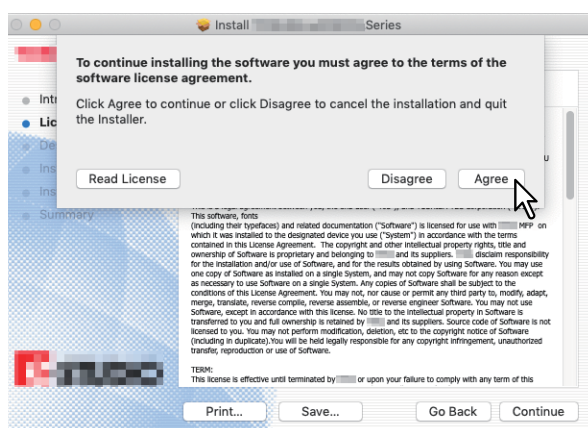 Install Series
To continue installing the software you must agree to the terms of the
software license agreement.
Click Agree to continue or click Disagree to cancel the installation and quit
the Installer.
Read License
Disagree
Agree
Summary
This software, fonts
(including their typefaces) and related documentation ("Software") is licensed for use with MFP on
which it was installed to the designated device you use ("System") in accordance with the terms
contained in this License Agreement. The copyright and other intellectual property rights, title and
ownership of Software is proprietary and belonging to and its suppliers. disclaim responsibility
for the installation and/or use of Software, and for the results obtained by using Software. You may use
one copy of Software as installed on a single System, and may not copy Software for any reason except
as necessary to use Software on a single System. Any copies of Software shall be subject to the
conditions of this License Agreement. You may not, nor cause or permit any third party to, modify, adapt,
merge, translate, reverse compile, reverse assemble, or reverse engineer Software. You may not use
Software, except in accordance with this license. No title to the intellectual property in Software is
transferred to you and full ownership is retained by and its suppliers. Source code of Software is not
licensed to you. You may not perform modification, deletion, etc to the copyright notice of Software
(including in duplicate).You will be held legally responsible for any copyright infringement, unauthorized
transfer, reproduction or use of Software.
TERM:
This license is effective until terminated by or upon your failure to comply with any term of this
Print...
Save...
Go Back
Continue